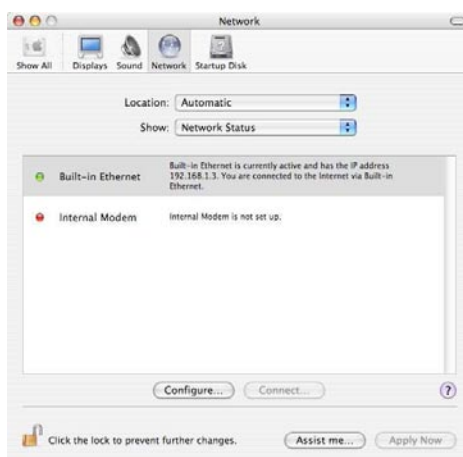 Network
Show All Displays Sound Network Startup Disk
Location: Automatic
Show: Network Status
Built-in Ethernet
Built-in Ethernet is currently active and has the IP address
192.168.1.3. You are connected to the Internet via Built-in
Ethernet.
Internal Modem
Internal Modem is not set up.
Configure... Connect... ?
Click the lock to prevent further changes. Assist me... Apply Now